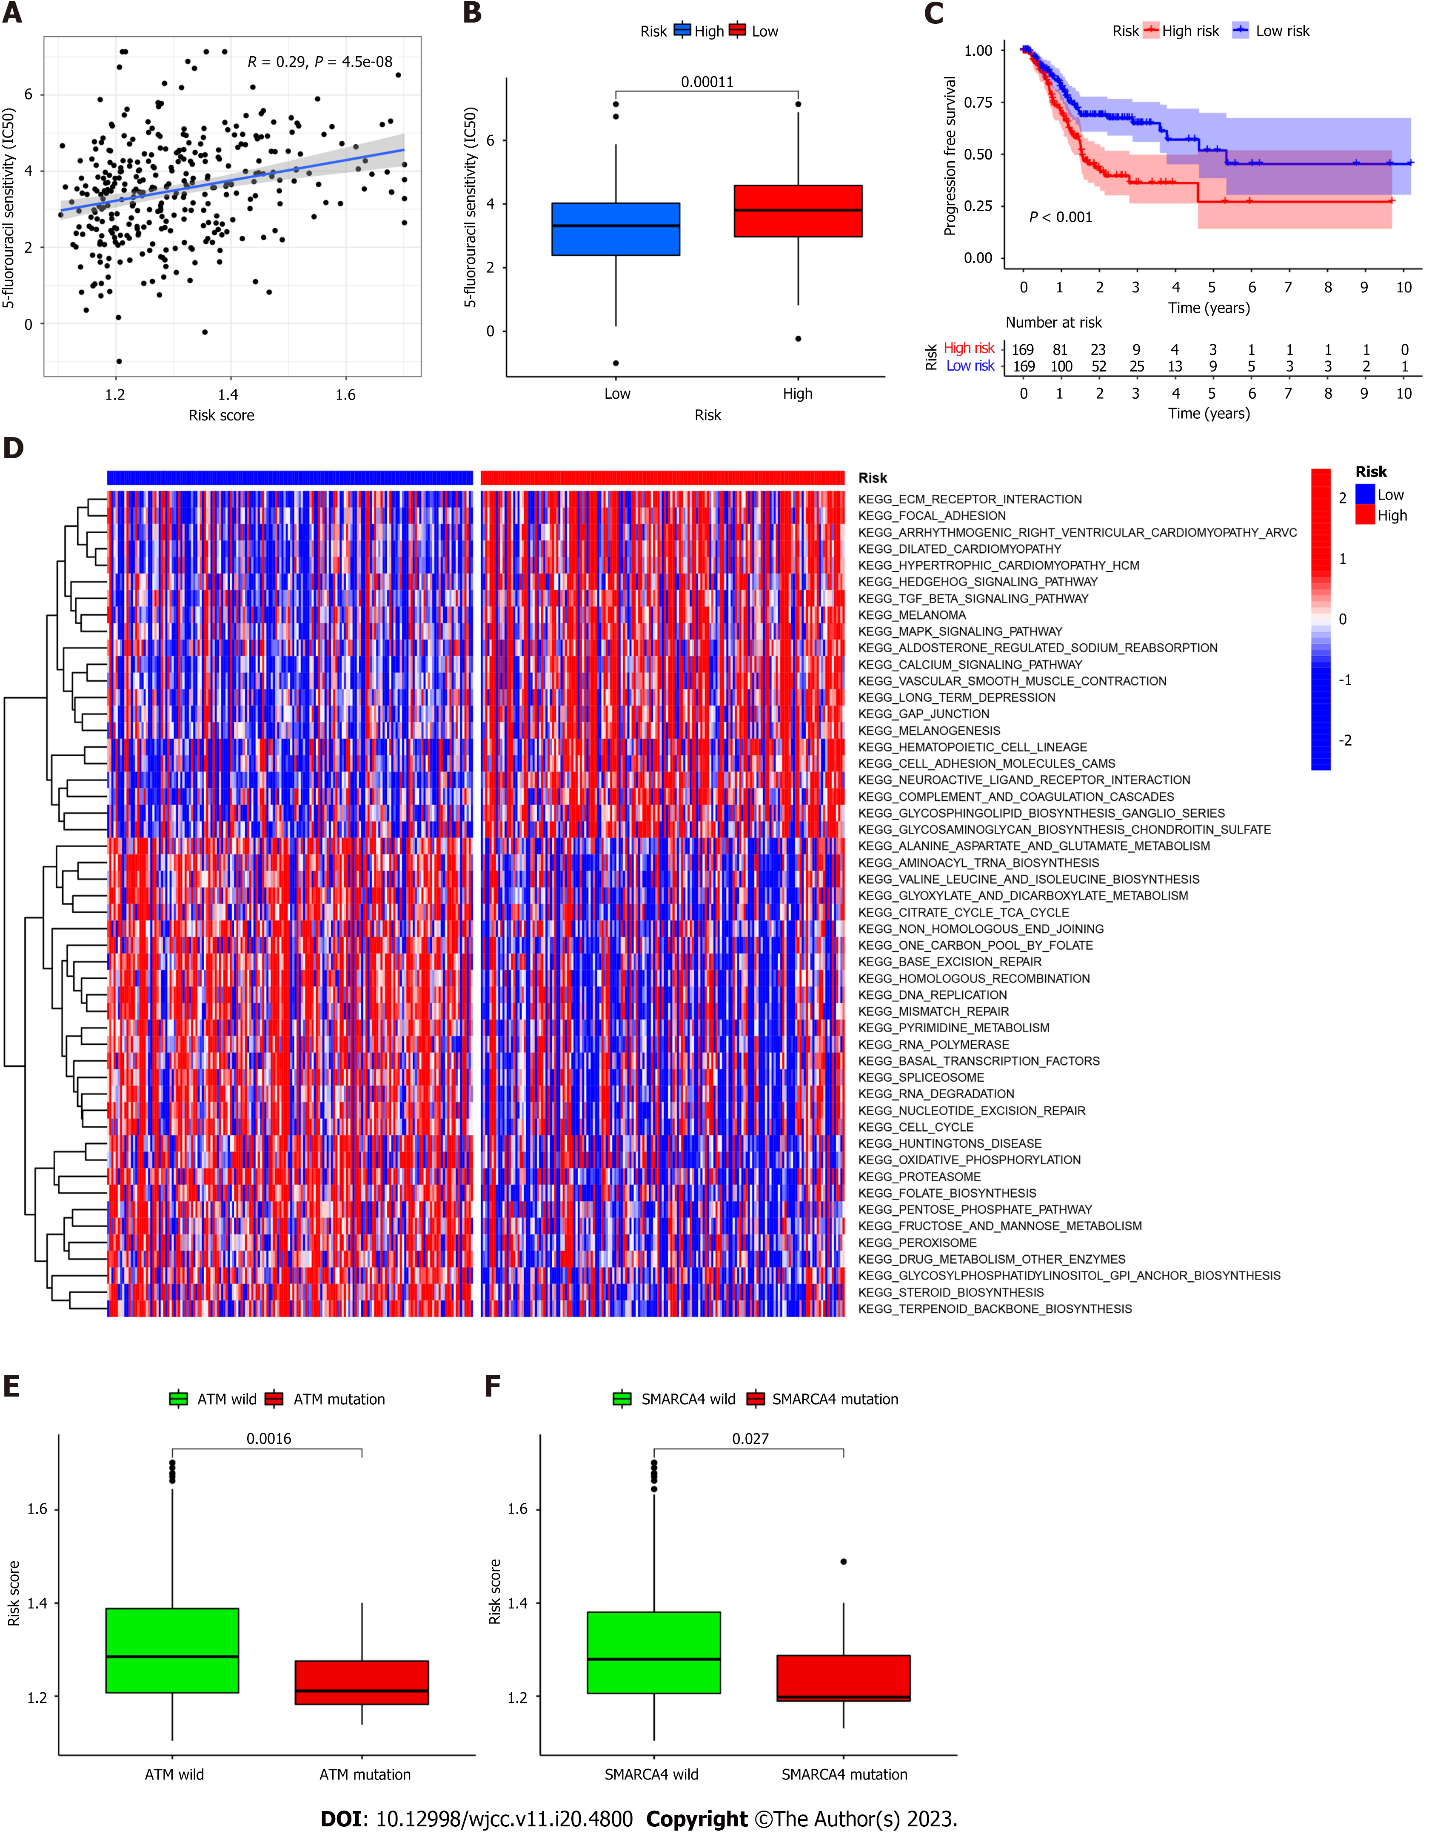 A
R = 0.29, P = 4.5e-08
5-fluorouracil sensitivity (IC50)
6
4
2
0
1.2 1.4 1.6
Risk score
B
Risk High Low
0.00011
5-fluorouracil sensitivity (IC50)
6
4
2
0
Low High
Risk
C
Risk High risk Low risk
Progression free survival
1.00
0.75
0.50
0.25
0.00
P < 0.001
0 1 2 3 4 5 6 7 8 9 10
Time (years)
Number at risk
Risk
High risk 169 81 23 9 4 3 1 1 1 1 0
Low risk 169 100 52 25 13 9 5 3 3 2 1
0 1 2 3 4 5 6 7 8 9 10
Time (years)
D
Risk
KEGG_ECM_RECEPTOR_INTERACTION
KEGG_FOCAL_ADHESION
KEGG_ARRHYTHMOGENIC_RIGHT_VENTRICULAR_CARDIOMYOPATHY_ARVC
KEGG_DILATED_CARDIOMYOPATHY
KEGG_HYPERTROPHIC_CARDIOMYOPATHY_HCM
KEGG_HEDGEHOG_SIGNALING_PATHWAY
KEGG_TGF_BETA_SIGNALING_PATHWAY
KEGG_MELANOMA
KEGG_MAPK_SIGNALING_PATHWAY
KEGG_ALDOSTERONE_REGULATED_SODIUM_REABSORPTION
KEGG_CALCIUM_SIGNALING_PATHWAY
KEGG_VASCULAR_SMOOTH_MUSCLE_CONTRACTION
KEGG_LONG_TERM_DEPRESSION
KEGG_GAP_JUNCTION
KEGG_MELANOGENESIS
KEGG_HEMATOPOIETIC_CELL_LINEAGE
KEGG_CELL_ADHESION_MOLECULES_CAMS
KEGG_NEUROACTIVE_LIGAND_RECEPTOR_INTERACTION
KEGG_COMPLEMENT_AND_COAGULATION_CASCADES
KEGG_GLYCOSPHINGOLIPID_BIOSYNTHESIS_GANGLIO_SERIES
KEGG_GLYCOSAMINOGLYCAN_BIOSYNTHESIS_CHONDROITIN_SULFATE
KEGG_ALANINE_ASPARTATE_AND_GLUTAMATE_METABOLISM
KEGG_AMINOACYL_TRNA_BIOSYNTHESIS
KEGG_VALINE_LEUCINE_AND_ISOLEUCINE_BIOSYNTHESIS
KEGG_GLYOXYLATE_AND_DICARBOXYLATE_METABOLISM
KEGG_CITRATE_CYCLE_TCA_CYCLE
KEGG_NON_HOMOLOGOUS_END_JOINING
KEGG_ONE_CARBON_POOL_BY_FOLATE
KEGG_BASE_EXCISION_REPAIR
KEGG_HOMOLOGOUS_RECOMBINATION
KEGG_DNA_REPLICATION
KEGG_MISMATCH_REPAIR
KEGG_PYRIMIDINE_METABOLISM
KEGG_RNA_POLYMERASE
KEGG_BASAL_TRANSCRIPTION_FACTORS
KEGG_SPLICEOSOME
KEGG_RNA_DEGRADATION
KEGG_NUCLEOTIDE_EXCISION_REPAIR
KEGG_CELL_CYCLE
KEGG_HUNTINGTONS_DISEASE
KEGG_OXIDATIVE_PHOSPHORYLATION
KEGG_PROTEASOME
KEGG_FOLATE_BIOSYNTHESIS
KEGG_PENTOSE_PHOSPHATE_PATHWAY
KEGG_FRUCTOSE_AND_MANNOSE_METABOLISM
KEGG_PEROXISOME
KEGG_DRUG_METABOLISM_OTHER_ENZYMES
KEGG_GLYCOSYLPHOSPHATIDYLINOSITOL_GPI_ANCHOR_BIOSYNTHESIS
KEGG_STEROID_BIOSYNTHESIS
KEGG_TERPENOID_BACKBONE_BIOSYNTHESIS
2
1
0
-1
-2
Risk
Low
High
E
ATM wild ATM mutation
0.0016
Risk score
1.6
1.4
1.2
ATM wild ATM mutation
F
SMARCA4 wild SMARCA4 mutation
0.027
Risk score
1.6
1.4
1.2
SMARCA4 wild SMARCA4 mutation
DOI: 10.12998/wjcc.v11.i20.4800 Copyright ©The Author(s) 2023.